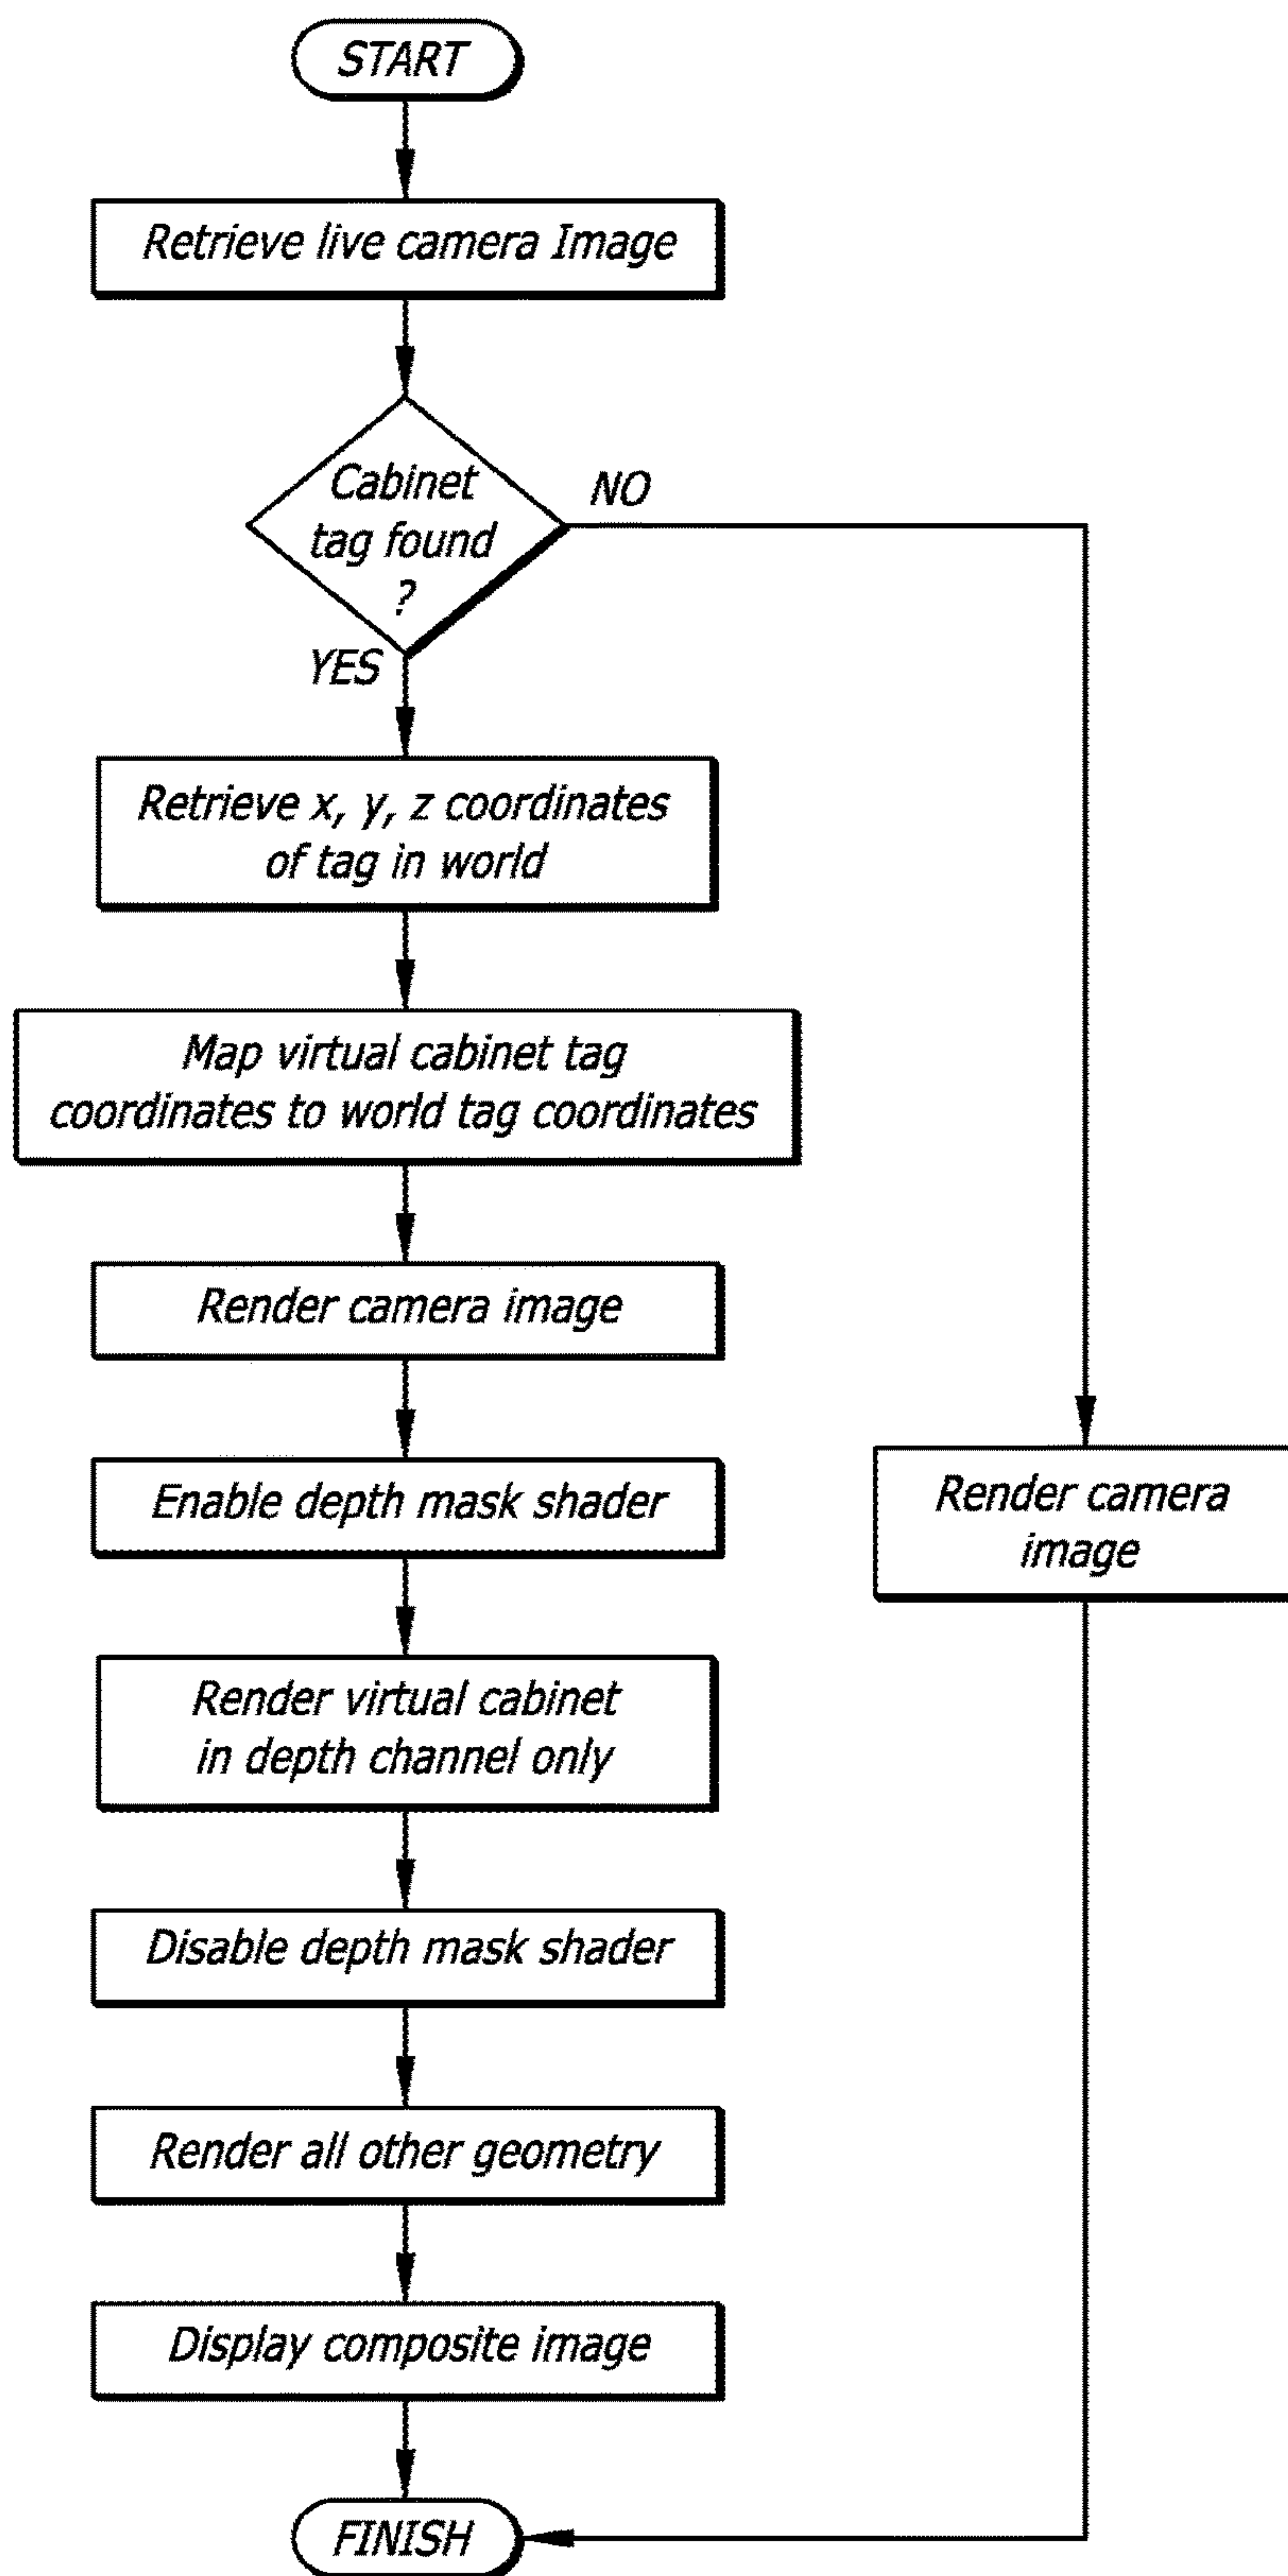 START
Retrieve live camera Image
Cabinet
tag found
?
NO
YES
Retrieve x, y, z coordinates
of tag in world
Map virtual cabinet tag
coordinates to world tag coordinates
Render camera image
Enable depth mask shader
Render camera
image
Render virtual cabinet
in depth channel only
Disable depth mask shader
Render all other geometry
Display composite image
FINISH